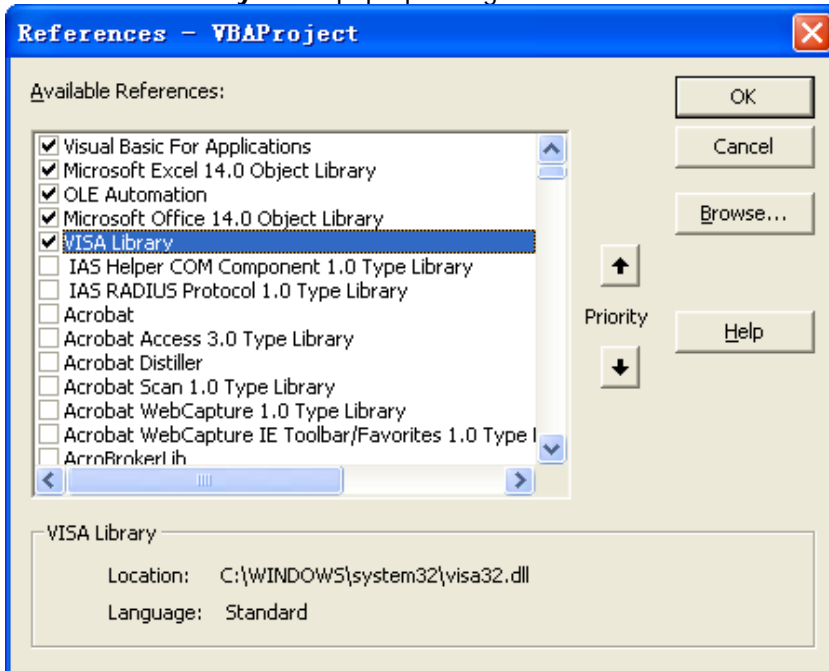 References - VBAProject
Available References:
OK
Cancel
Browse...
Visual Basic For Applications
Microsoft Excel 14.0 Object Library
OLE Automation
Microsoft Office 14.0 Object Library
VISA Library
IAS Helper COM Component 1.0 Type Library
IAS RADIUS Protocol 1.0 Type Library
Acrobat
Acrobat Access 3.0 Type Library
Acrobat Distiller
Acrobat Scan 1.0 Type Library
Acrobat WebCapture 1.0 Type Library
Acrobat WebCapture IE Toolbar/Favorites 1.0 Type
AcroBrokerLib
Priority
Help
VISA Library
Location: C:\WINDOWS\system32\visa32.dll
Language: Standard